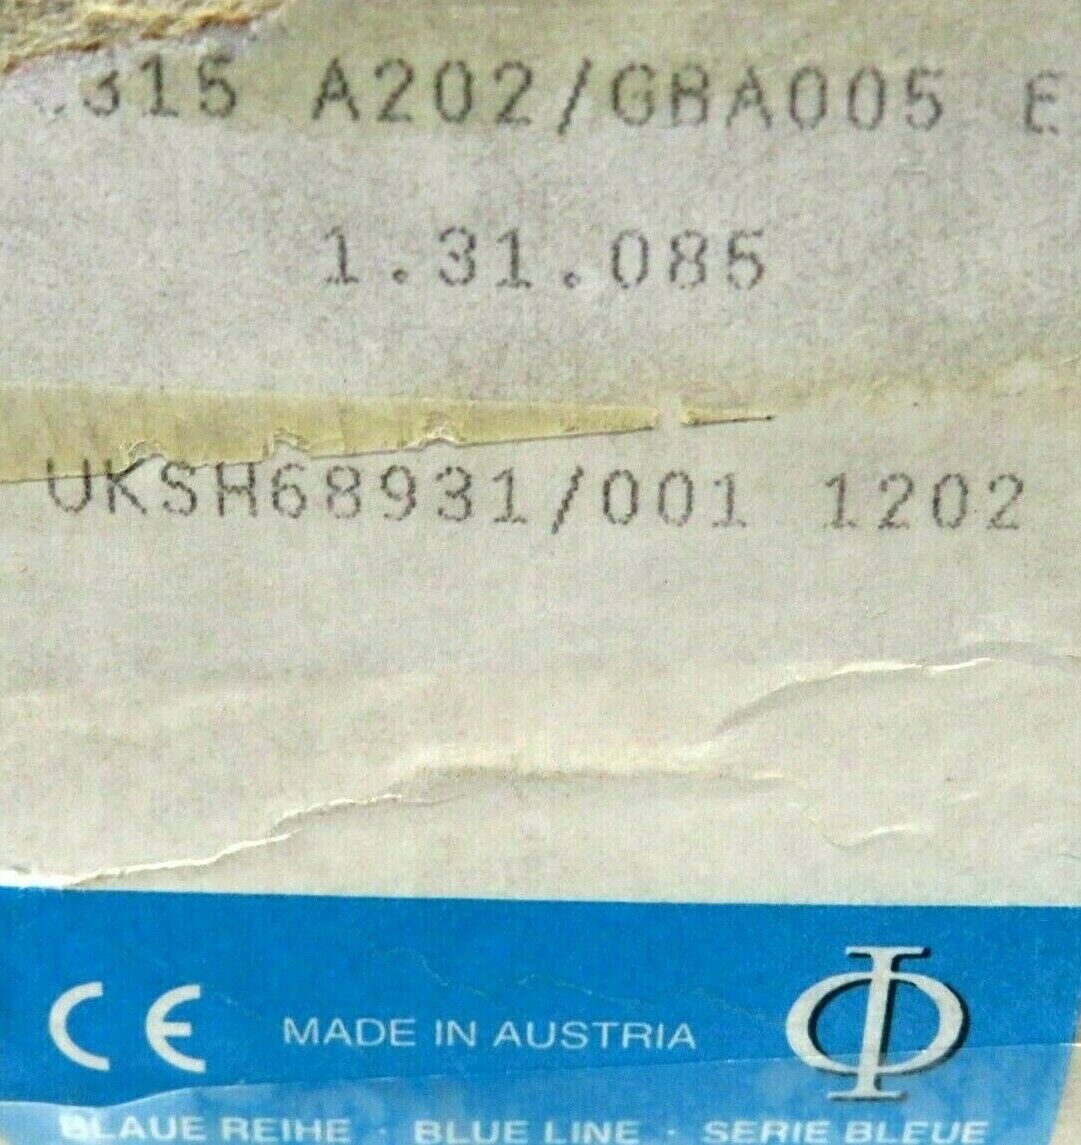 315 A202/GBA005 E
1.31.085
UKSH68931/001 1202
CE MADE IN AUSTRIA Φ
BLAUE REIHE · BLUE LINE · SERIE BLEUE